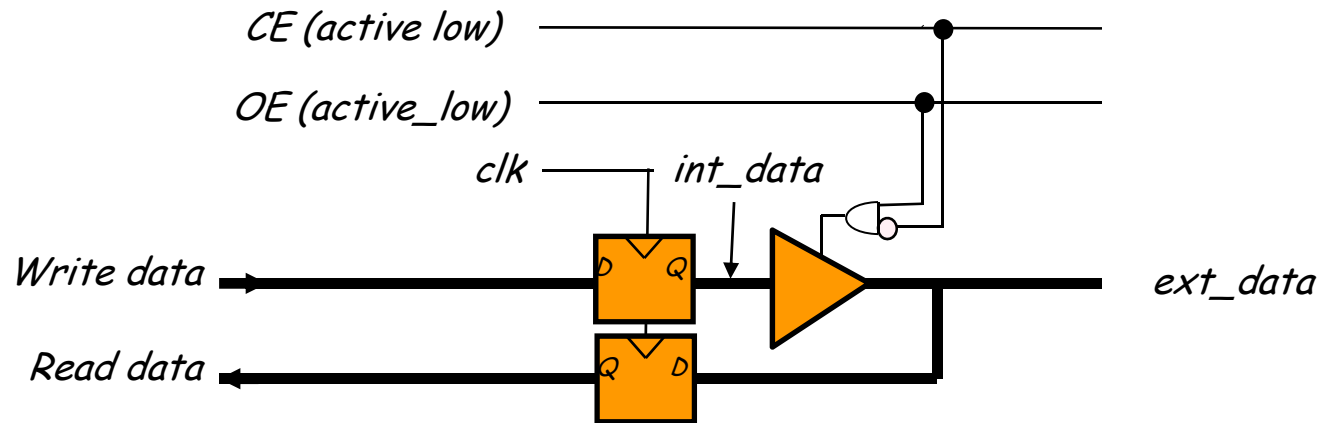 CE (active low)
OE (active_low)
clk
int_data
D
Q
Write data
ext_data
Q
D
Read data